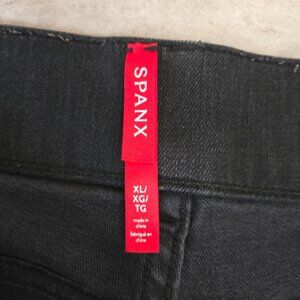 SPANX
XL/
XG/
TG
made in
china
fabriqué en
chine